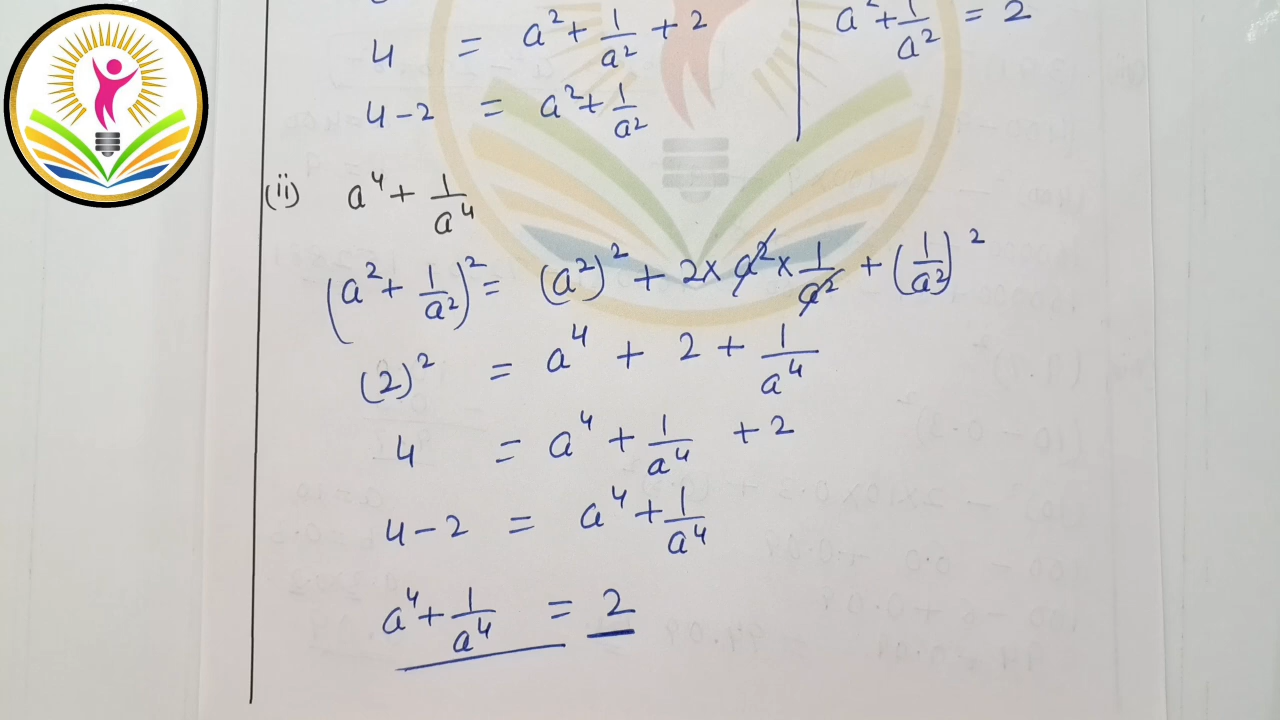 4 = a² + 1/a² + 2
4 - 2 = a² + 1/a²
a² + 1/a² = 2
(ii) a⁴ + 1/a⁴
(a² + 1/a²)² = (a²)² + 2 × a² × 1/a² + (1/a²)²
(2)² = a⁴ + 2 + 1/a⁴
4 = a⁴ + 1/a⁴ + 2
4 - 2 = a⁴ + 1/a⁴
a⁴ + 1/a⁴ = 2